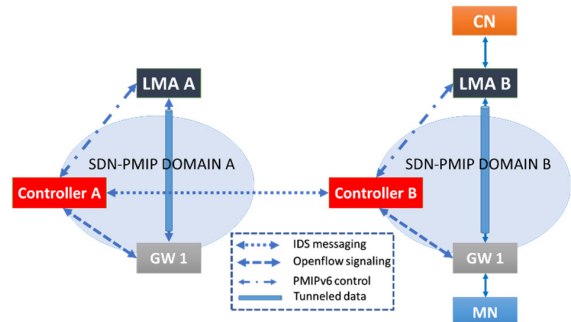 CN
LMA A
LMA B
SDN-PMIP DOMAIN A
SDN-PMIP DOMAIN B
Controller A
Controller B
GW 1
GW 1
IDS messaging
Openflow signaling
PMIPv6 control
Tunneled data
MN